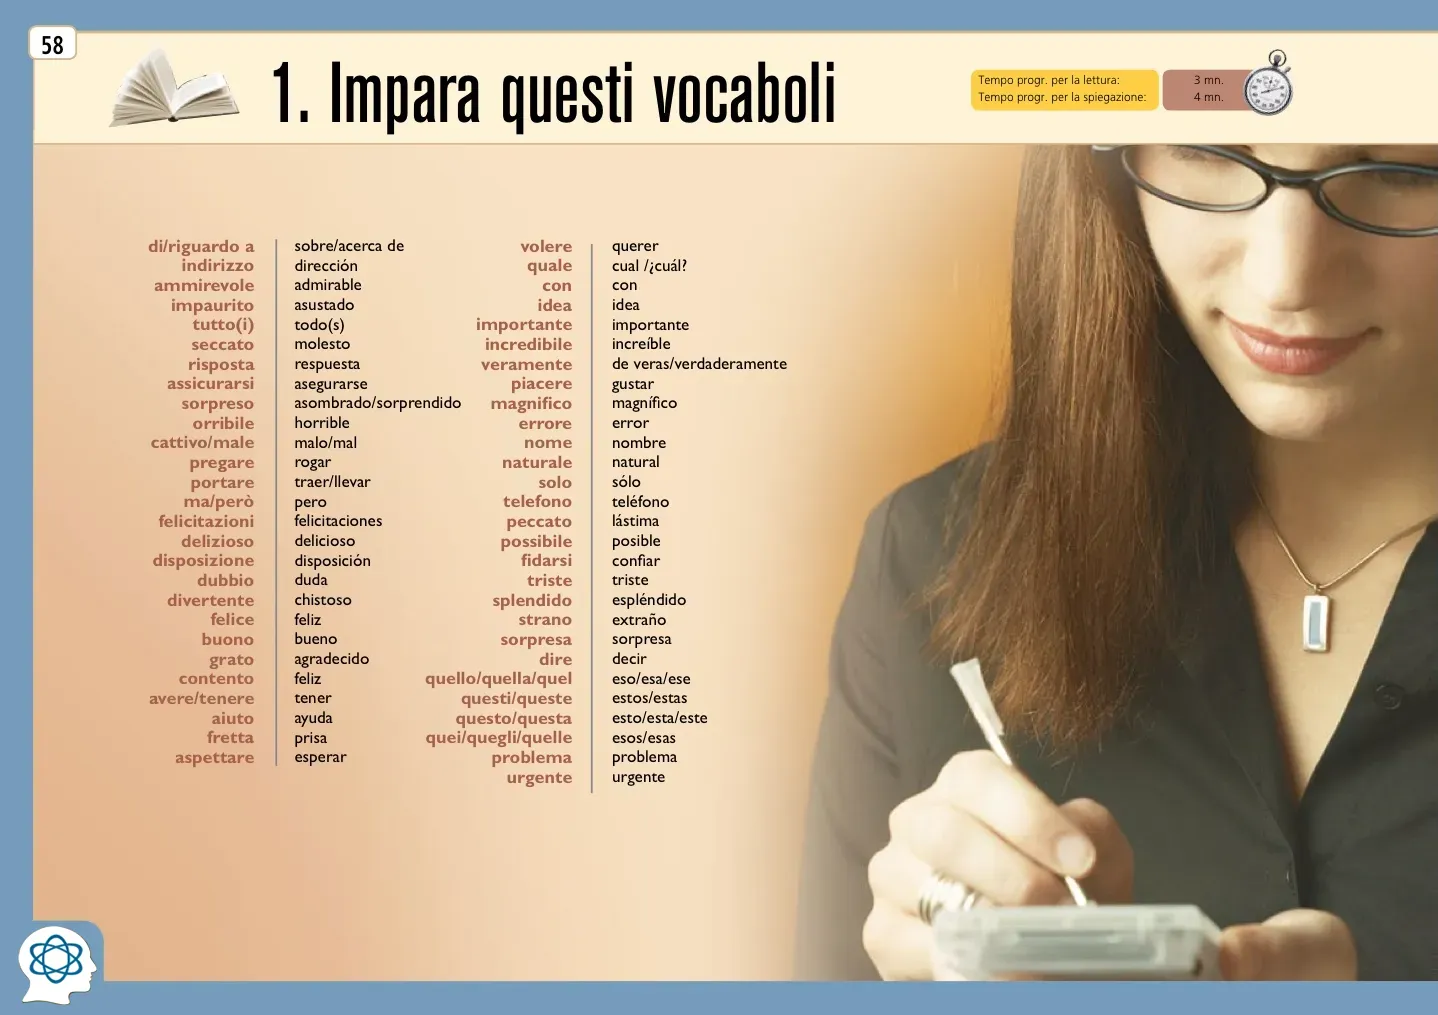 58
1. Impara questi vocaboli
Tempo progr. per la lettura: 3 mn.
Tempo progr. per la spiegazione: 4 mn.
di/riguardo a sobre/acerca de
indirizzo dirección
ammirevole admirable
impaurito asustado
tutto(i) todo(s)
seccato molesto
risposta respuesta
assicurarsi asegurarse
sorpreso asombrado/sorprendido
orribile horrible
cattivo/male malo/mal
pregare rogar
portare traer/llevar
ma/però pero
felicitazioni felicitaciones
delizioso delicioso
disposizione disposición
dubbio duda
divertente chistoso
felice feliz
buono bueno
grato agradecido
contento feliz
avere/tenere tener
aiuto ayuda
fretta prisa
aspettare esperar
volere querer
quale cual /¿cuál?
con con
idea idea
importante importante
incredibile increíble
veramente de veras/verdaderamente
piacere gustar
magnifico magnífico
errore error
nome nombre
naturale natural
solo sólo
telefono teléfono
peccato lástima
possibile posible
fidarsi confiar
triste triste
splendido espléndido
strano extraño
sorpresa sorpresa
dire decir
quello/quella/quel eso/esa/ese
questi/queste estos/estas
questo/questa esto/esta/este
quei/quegli/quelle esos/esas
problema problema
urgente urgente